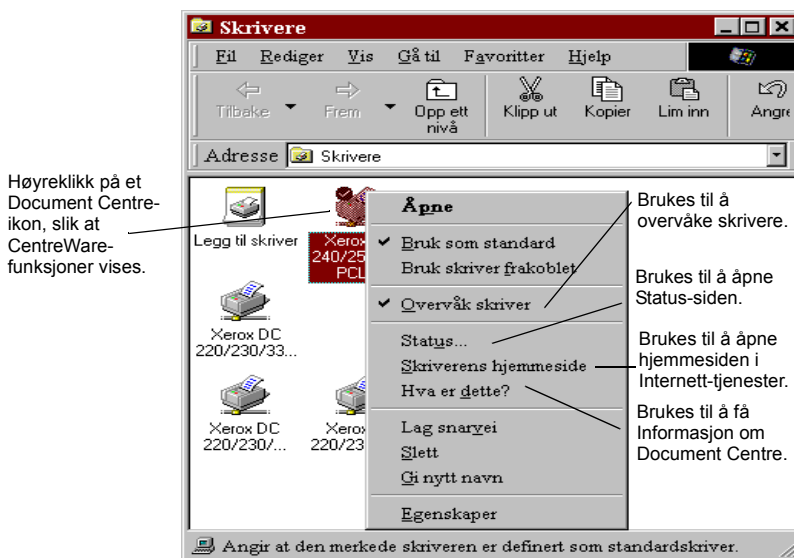 Skrivere
Fil Rediger Vis Gå til Favoritter Hjelp
Tilbake Frem Opp ett nivå Klipp ut Kopier Lim inn Angre
Adresse Skrivere
Høyreklikk på et
Document Centre-
ikon, slik at
CentreWare-
funksjoner vises.
Legg til skriver
Xerox
240/25
PCL
Xerox DC
220/230/33...
Xerox DC
220/230/...
Xerox
220/23
Åpne
Bruk som standard
Bruk skriver frakoblet
Overvåk skriver
Status...
Skriverens hjemmeside
Hva er dette?
Lag snarvei
Slett
Gi nytt navn
Egenskaper
Brukes til å
overvåke skrivere.
Brukes til å åpne
Status-siden.
Brukes til å åpne
hjemmesiden i
Internett-tjenester.
Brukes til å få
Informasjon om
Document Centre.
Angir at den merkede skriveren er definert som standardskriver.